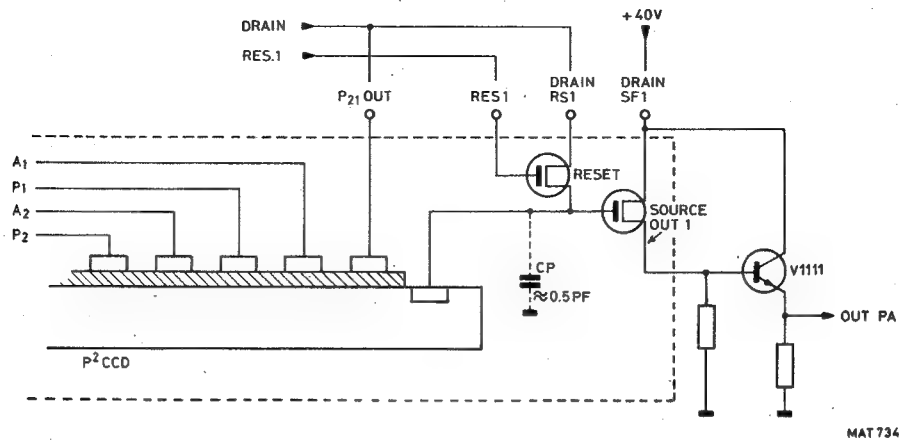 +40V
DRAIN
RES.1
P₂₁ OUT
RES1
DRAIN
RS1
DRAIN
SF1
A₁
P₁
A₂
P₂
RESET
SOURCE
OUT 1
CP
≈0.5PF
V1111
OUT PA
P²CCD
MAT 734